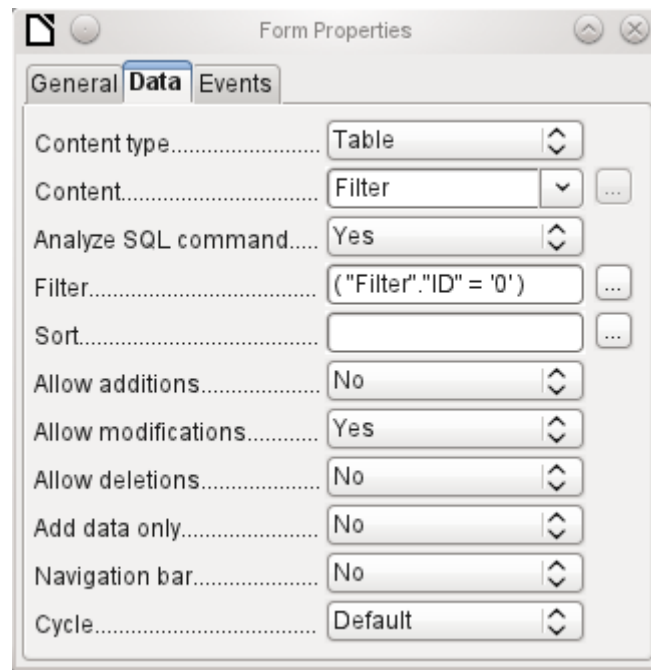 Form Properties
General Data Events
Content type........................ Table
Content............................... Filter ...
Analyze SQL command..... Yes
Filter................................... ("Filter"."ID" = '0') ...
Sort..................................... ...
Allow additions.................... No
Allow modifications............. Yes
Allow deletions.................... No
Add data only...................... No
Navigation bar..................... No
Cycle................................... Default